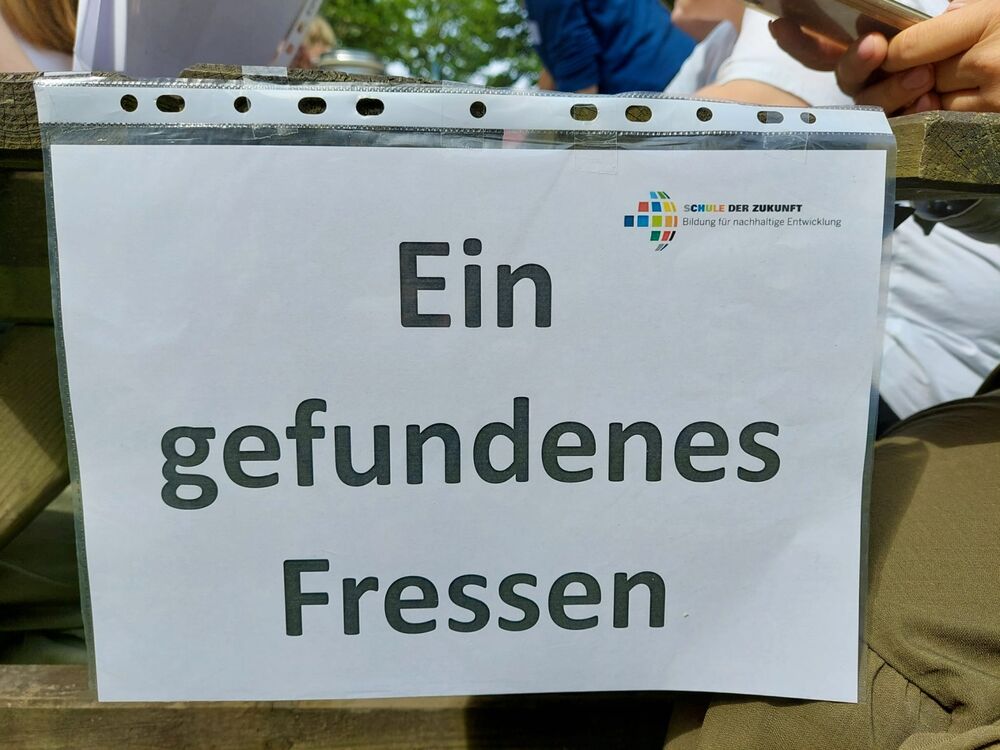 SCHULE DER ZUKUNFT
Bildung für nachhaltige Entwicklung
Ein
gefundenes
Fressen